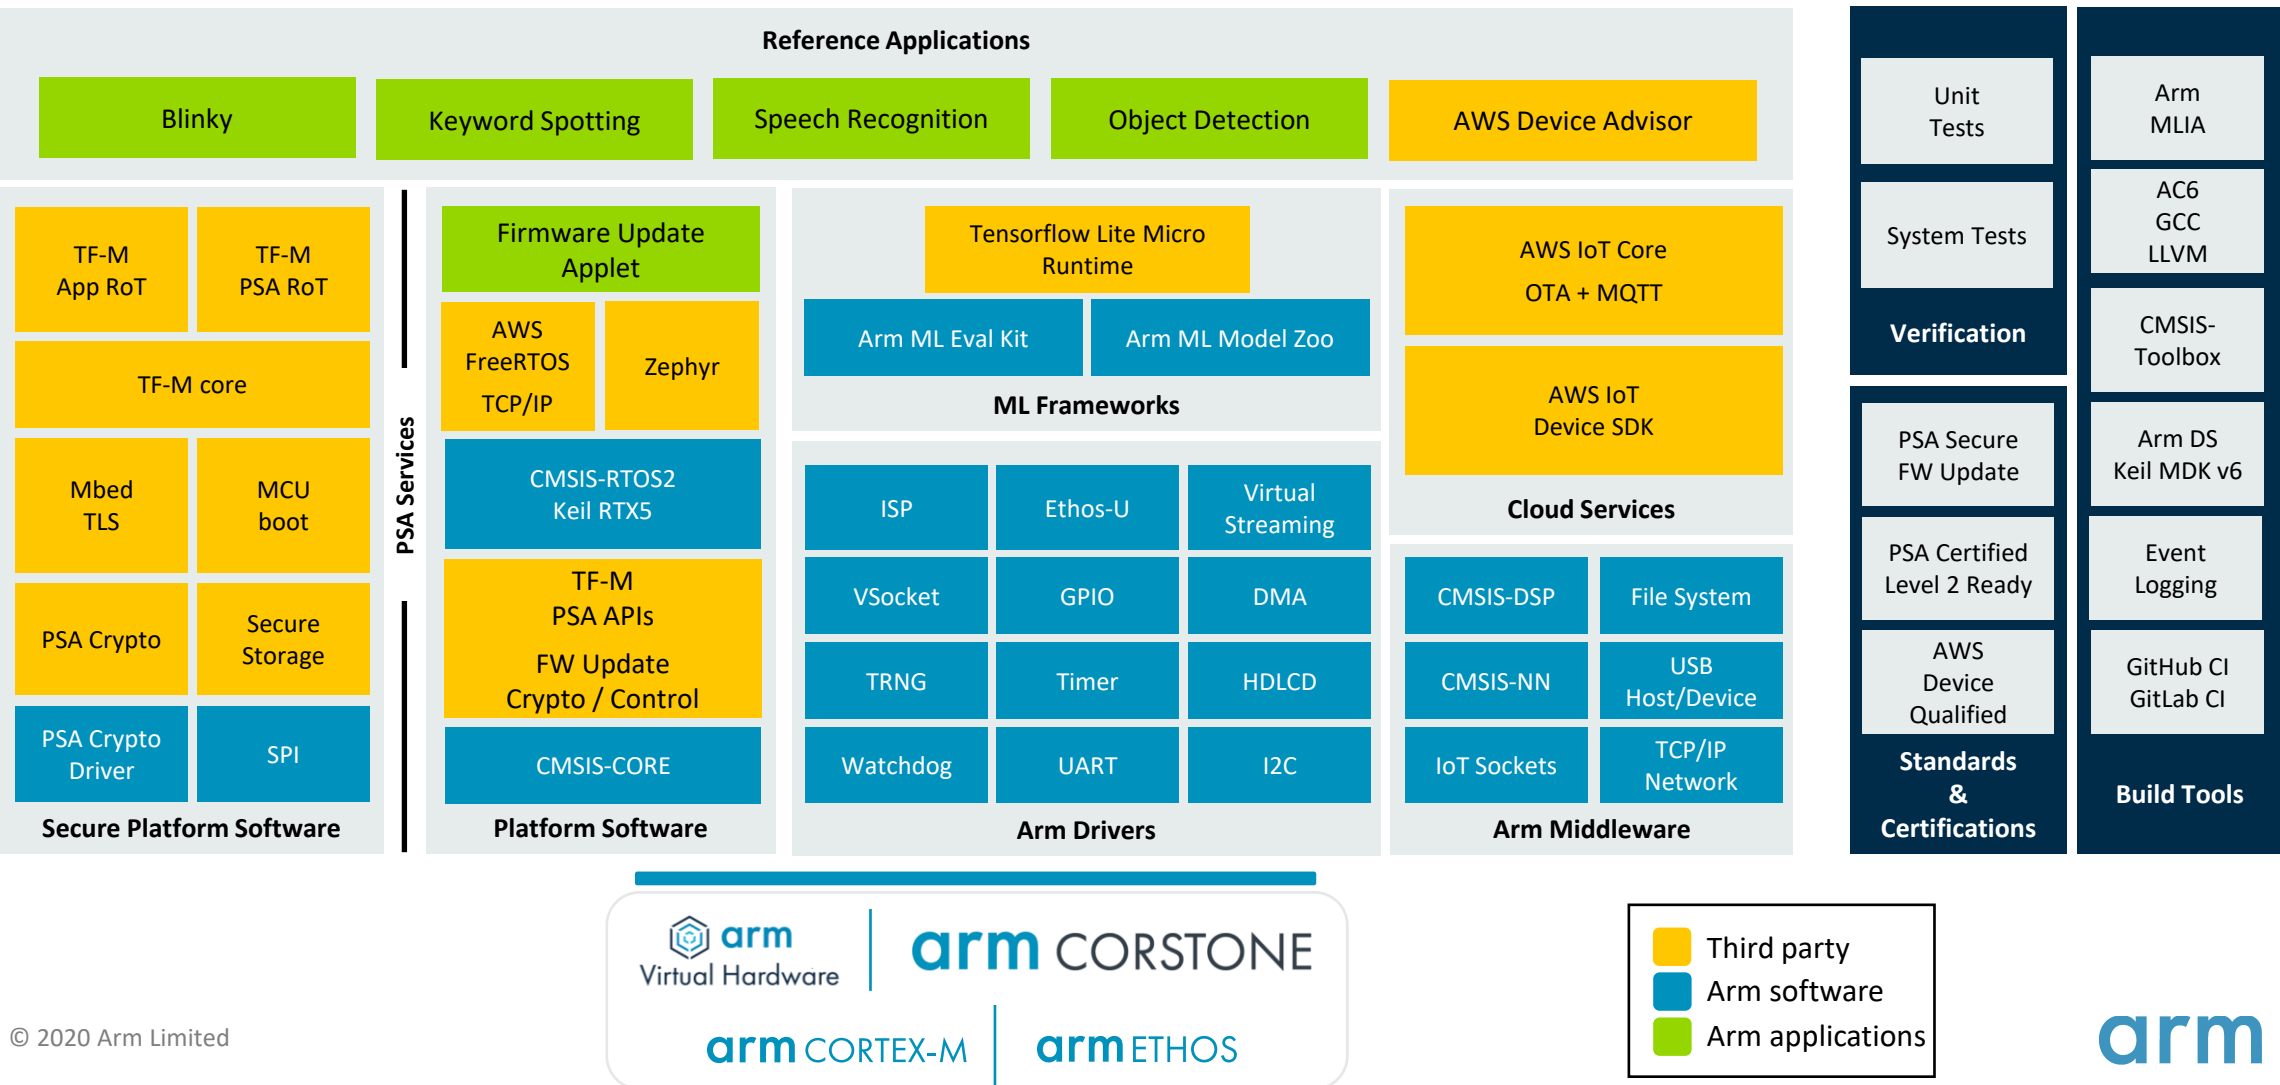 Reference Applications
Blinky
Keyword Spotting
Speech Recognition
Object Detection
AWS Device Advisor
TF-M
App RoT
TF-M
PSA RoT
TF-M core
Mbed
TLS
MCU
boot
PSA Crypto
Secure
Storage
PSA Crypto
Driver
SPI
Secure Platform Software
PSA Services
Firmware Update
Applet
AWS
FreeRTOS
TCP/IP
Zephyr
CMSIS-RTOS2
Keil RTX5
TF-M
PSA APIs
FW Update
Crypto / Control
CMSIS-CORE
Platform Software
Tensorflow Lite Micro
Runtime
Arm ML Eval Kit
Arm ML Model Zoo
ML Frameworks
ISP
Ethos-U
Virtual
Streaming
VSocket
GPIO
DMA
TRNG
Timer
HDLCD
Watchdog
UART
I2C
Arm Drivers
AWS IoT Core
OTA + MQTT
AWS IoT
Device SDK
Cloud Services
CMSIS-DSP
File System
CMSIS-NN
USB
Host/Device
IoT Sockets
TCP/IP
Network
Arm Middleware
Unit
Tests
System Tests
Verification
PSA Secure
FW Update
PSA Certified
Level 2 Ready
AWS
Device
Qualified
Standards
&
Certifications
Arm
MLIA
AC6
GCC
LLVM
CMSIS-
Toolbox
Arm DS
Keil MDK v6
Event
Logging
GitHub CI
GitLab CI
Build Tools
arm
Virtual Hardware
arm CORSTONE
arm CORTEX-M
arm ETHOS
Third party
Arm software
Arm applications
© 2020 Arm Limited
arm